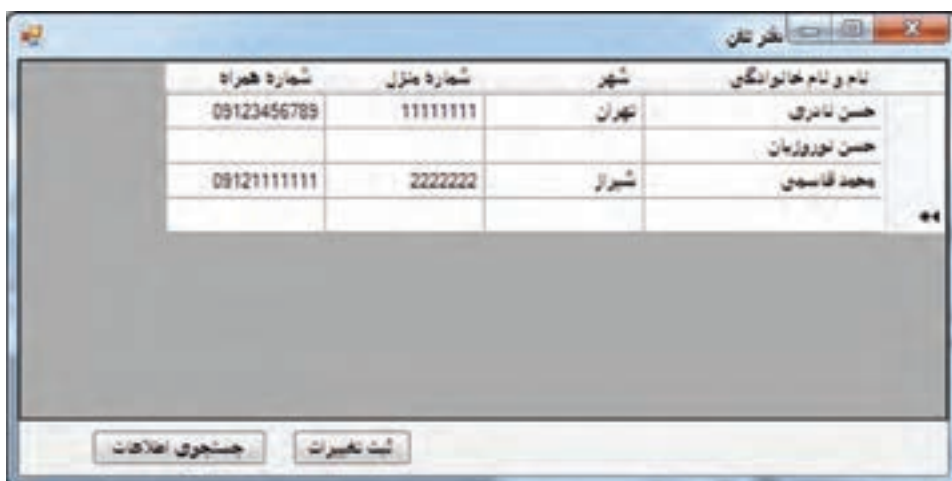 دفتر تلفن
نام و نام خانوادگی شهر شماره منزل شماره همراه
حسن نادری تهران 11111111 09123456789
حسن نوروزیان
محمد قاسمی شیراز 2222222 09121111111
ثبت تغییرات جستجوی اطلاعات